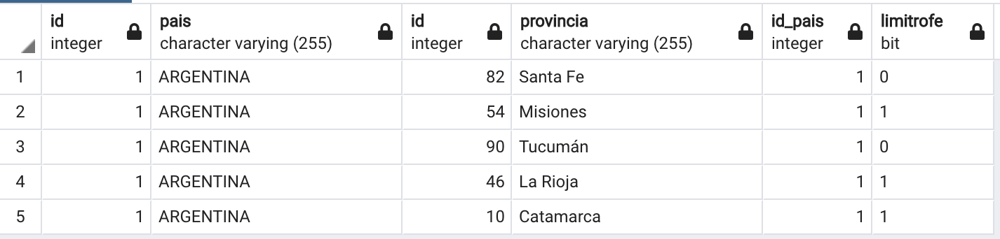 id pais id provincia id_pais limitrofe
integer character varying (255) integer character varying (255) integer bit
1 1 ARGENTINA 82 Santa Fe 1 0
2 1 ARGENTINA 54 Misiones 1 1
3 1 ARGENTINA 90 Tucumán 1 0
4 1 ARGENTINA 46 La Rioja 1 1
5 1 ARGENTINA 10 Catamarca 1 1